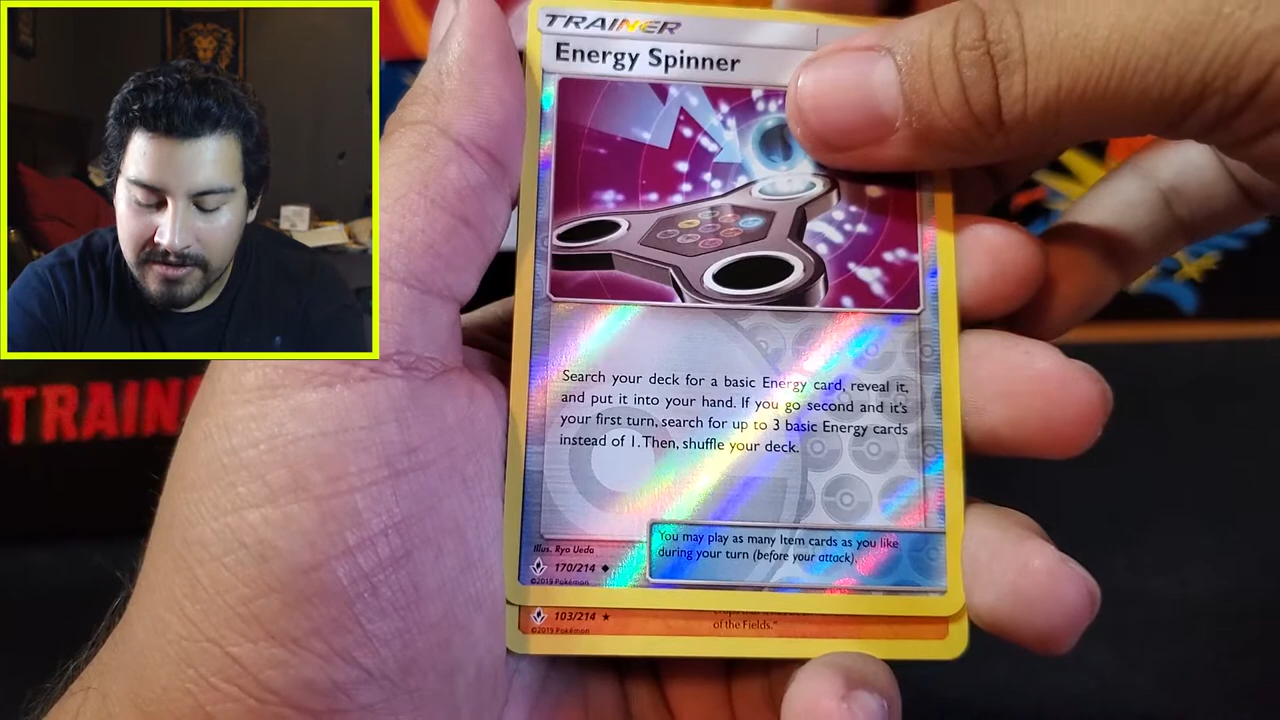 TRAINER
Energy Spinner
Search your deck for a basic Energy card, reveal it,
and put it into your hand. If you go second and it's
your first turn, search for up to 3 basic Energy cards
instead of 1. Then, shuffle your deck.
You may play as many Item cards as you like
during your turn (before your attack).
Illus. Ryo Ueda
170/214
©2019 Pokémon
103/214
©2019 Pokémon
of the Fields."
TRAIN